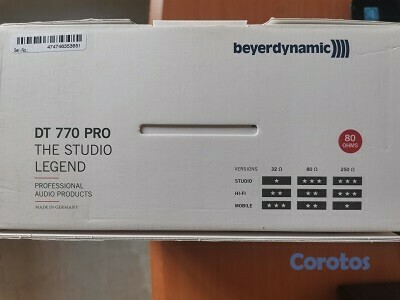 Ser.-No.: 474746353051
beyerdynamic
DT 770 PRO
THE STUDIO
LEGEND
PROFESSIONAL
AUDIO PRODUCTS
MADE IN GERMANY
80
OHMS
VERSIONS 32 Ω 80 Ω 250 Ω
STUDIO ★ ★★★ ★★★
HI-FI ★★ ★★ ★★★
MOBILE ★★★ ★★ ★
Corotos